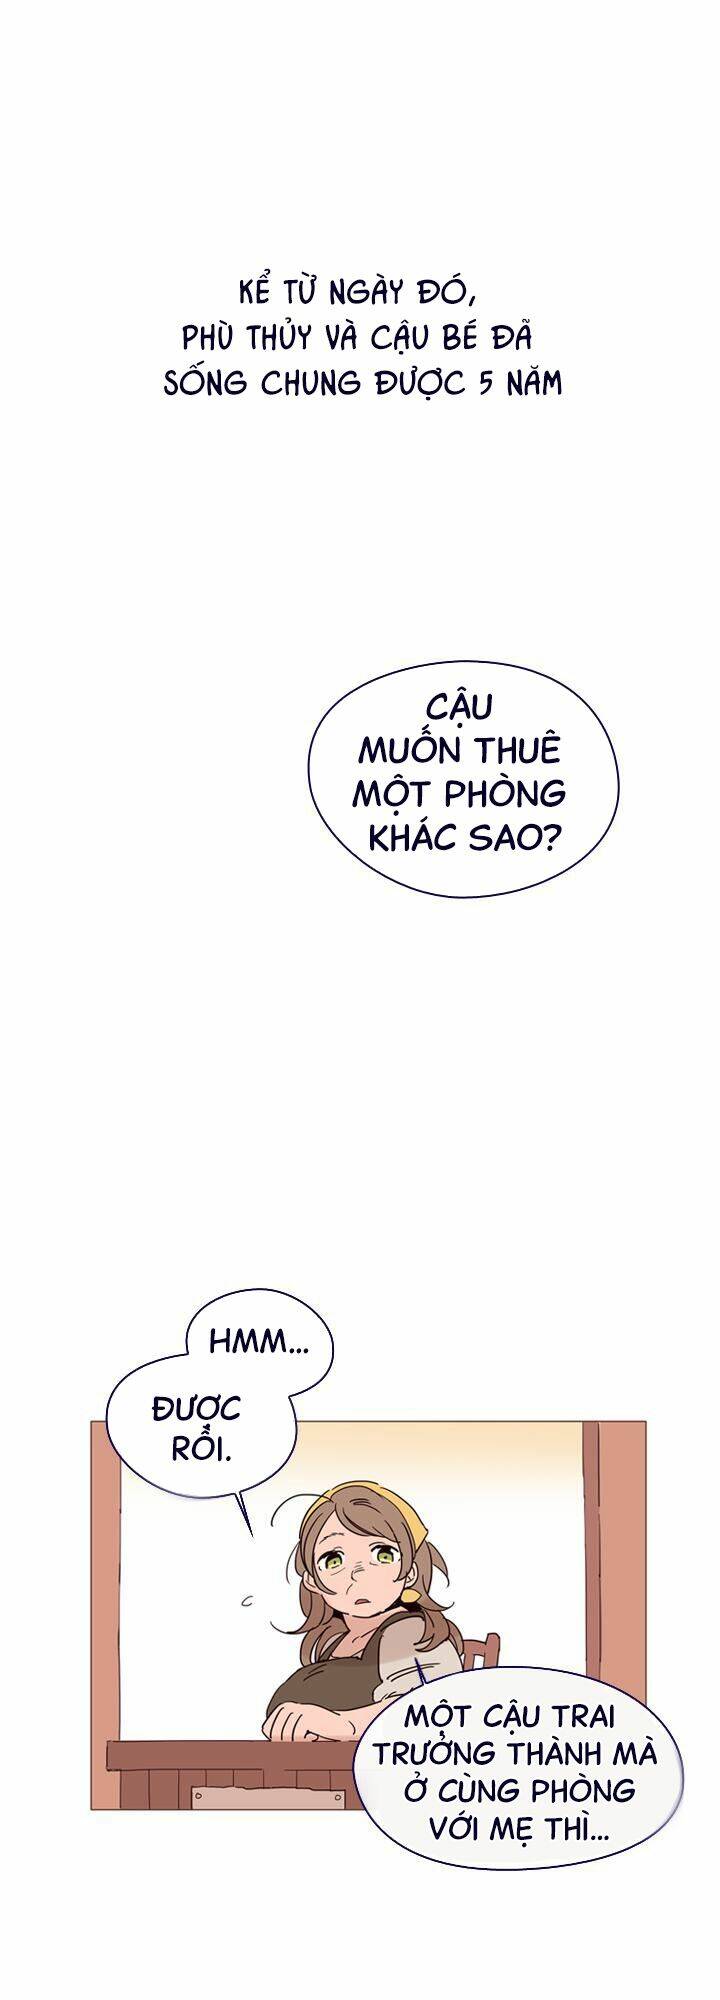 KỂ TỪ NGÀY ĐÓ,
PHÙ THỦY VÀ CẬU BÉ ĐÃ
SỐNG CHUNG ĐƯỢC 5 NĂM
CẬU
MUỐN THUÊ
MỘT PHÒNG
KHÁC SAO?
HMM...
ĐƯỢC
RỒI.
MỘT CẬU TRAI
TRƯỞNG THÀNH MÀ
Ở CÙNG PHÒNG
VỚI MẸ THÌ...